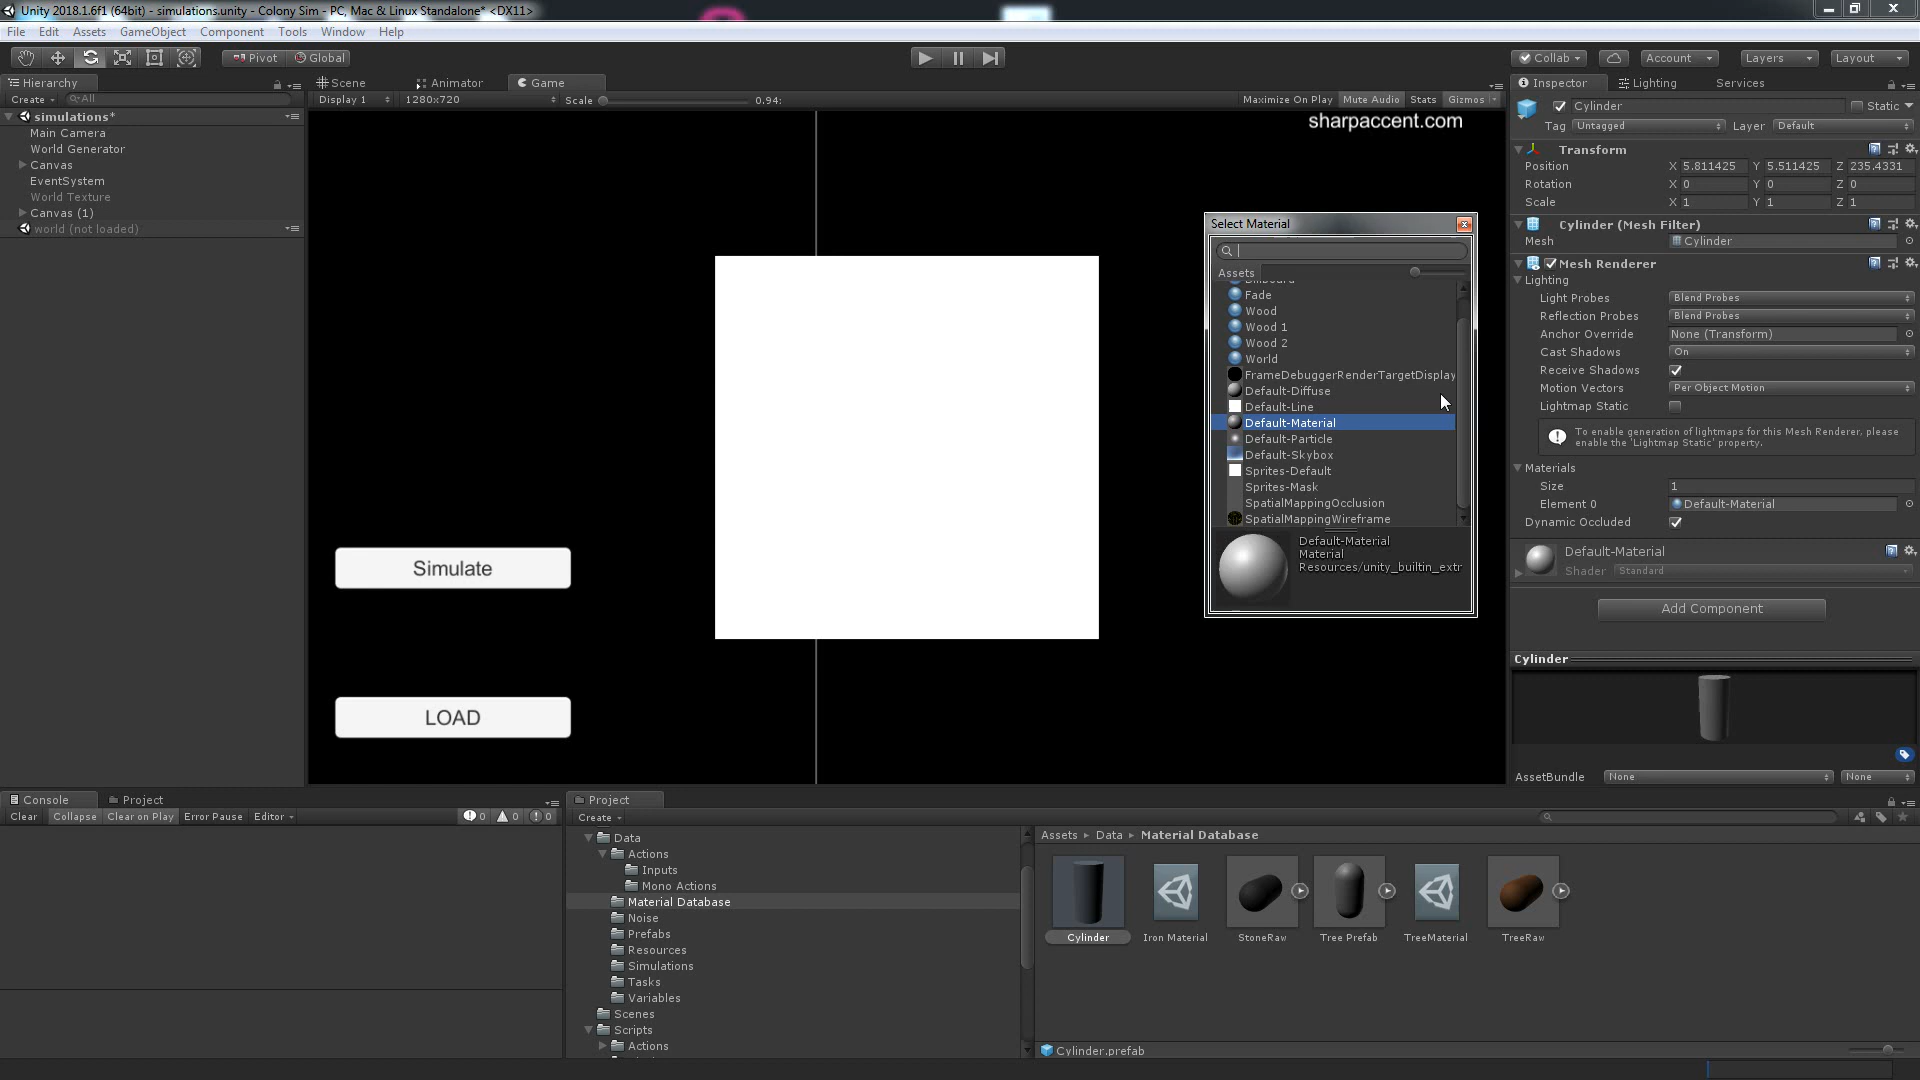 Unity 2018.1.6f1 (64bit) - simulations.unity - Colony Sim - PC, Mac & Linux Standalone* <DX11>
File Edit Assets GameObject Component Tools Window Help
Pivot Global Collab Account Layers Layout
Hierarchy
Create All
simulations*
Main Camera
World Generator
Canvas
EventSystem
World Texture
Canvas (1)
world (not loaded)
Scene Animator Game
Display 1 1280x720 Scale 0.94: Maximize On Play Mute Audio Stats Gizmos
sharpaccent.com
Simulate
LOAD
Select Material
Assets
Fade
Wood
Wood 1
Wood 2
World
FrameDebuggerRenderTargetDisplay
Default-Diffuse
Default-Line
Default-Material
Default-Particle
Default-Skybox
Sprites-Default
Sprites-Mask
SpatialMappingOcclusion
SpatialMappingWireframe
Default-Material
Material
Resources/unity_builtin_extr
Inspector Lighting Services
Cylinder Static
Tag Untagged Layer Default
Transform
Position X 5.811425 Y 5.511425 Z 235.4331
Rotation X 0 Y 0 Z 0
Scale X 1 Y 1 Z 1
Cylinder (Mesh Filter)
Mesh Cylinder
Mesh Renderer
Lighting
Light Probes Blend Probes
Reflection Probes Blend Probes
Anchor Override None (Transform)
Cast Shadows On
Receive Shadows
Motion Vectors Per Object Motion
Lightmap Static
To enable generation of lightmaps for this Mesh Renderer, please
enable the 'Lightmap Static' property.
Materials
Size 1
Element 0 Default-Material
Dynamic Occluded
Default-Material
Shader Standard
Add Component
Cylinder
AssetBundle None None
Console Project
Clear Collapse Clear on Play Error Pause Editor 0 0 0
Project
Create
Data
Actions
Inputs
Mono Actions
Material Database
Noise
Prefabs
Resources
Simulations
Tasks
Variables
Scenes
Scripts
Actions
Assets Data Material Database
Cylinder Iron Material StoneRaw Tree Prefab TreeMaterial TreeRaw
Cylinder.prefab